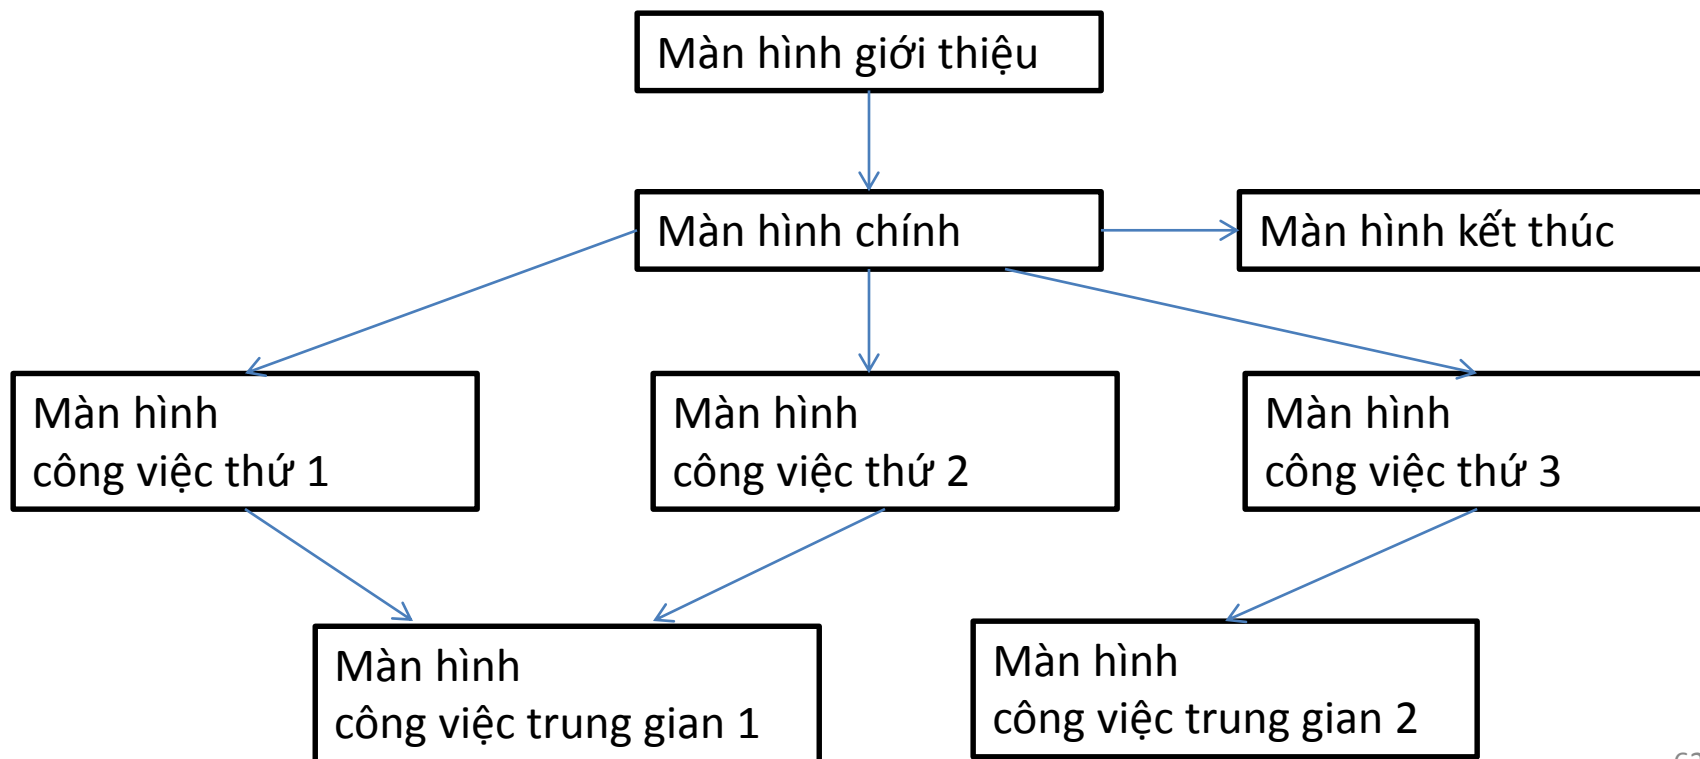 Màn hình giới thiệu
Màn hình chính
Màn hình kết thúc
Màn hình
công việc thứ 1
Màn hình
công việc thứ 2
Màn hình
công việc thứ 3
Màn hình
công việc trung gian 1
Màn hình
công việc trung gian 2